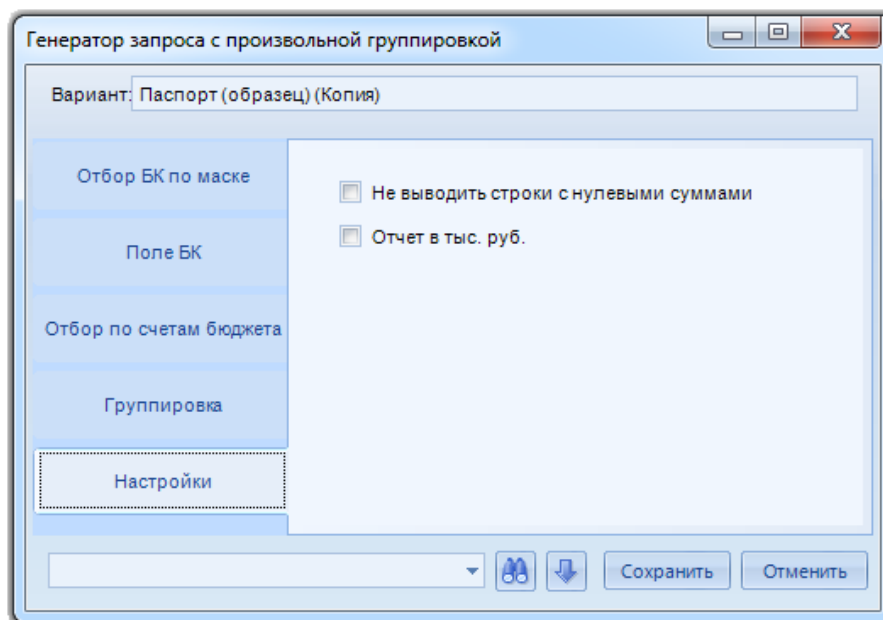 Генератор запроса с произвольной группировкой
Вариант: Паспорт (образец) (Копия)
Отбор БК по маске
Поле БК
Отбор по счетам бюджета
Группировка
Настройки
Не выводить строки с нулевыми суммами
Отчет в тыс. руб.
Сохранить
Отменить